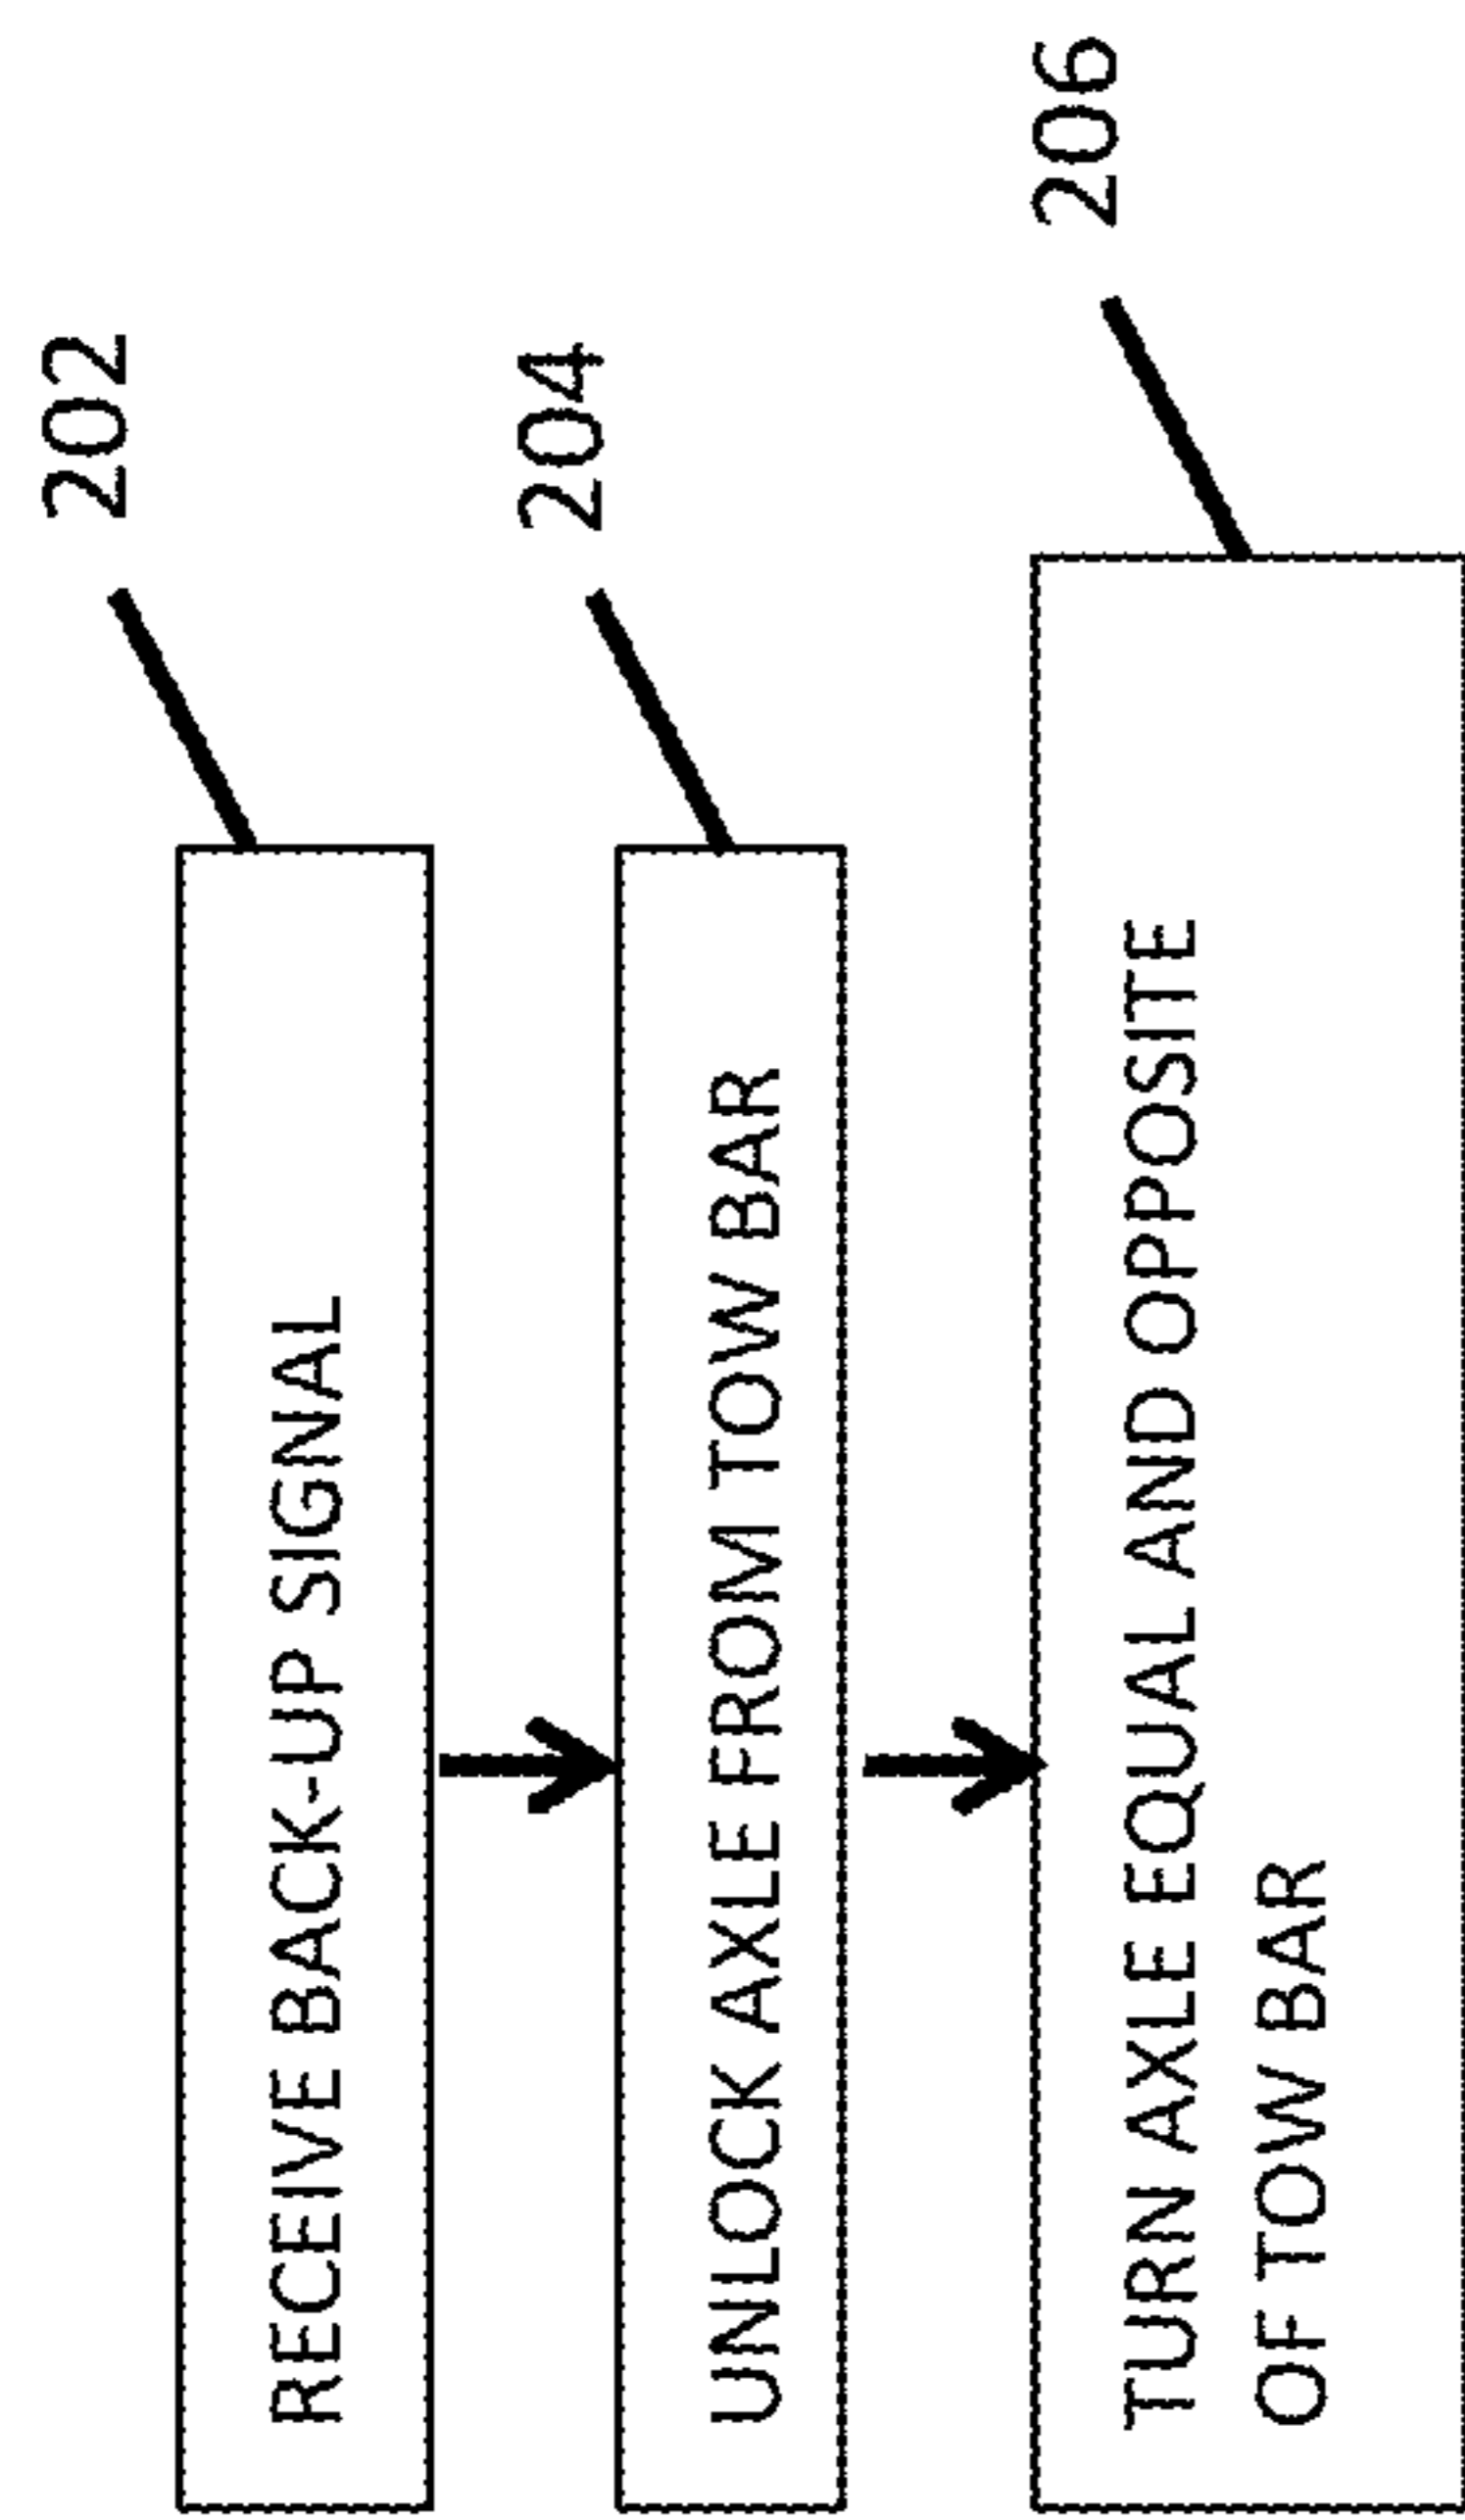 RECEIVE BACK-UP SIGNAL
202
UNLOCK AXLE FROM TOW BAR
204
TURN AXLE EQUAL AND OPPOSITE
OF TOW BAR
206